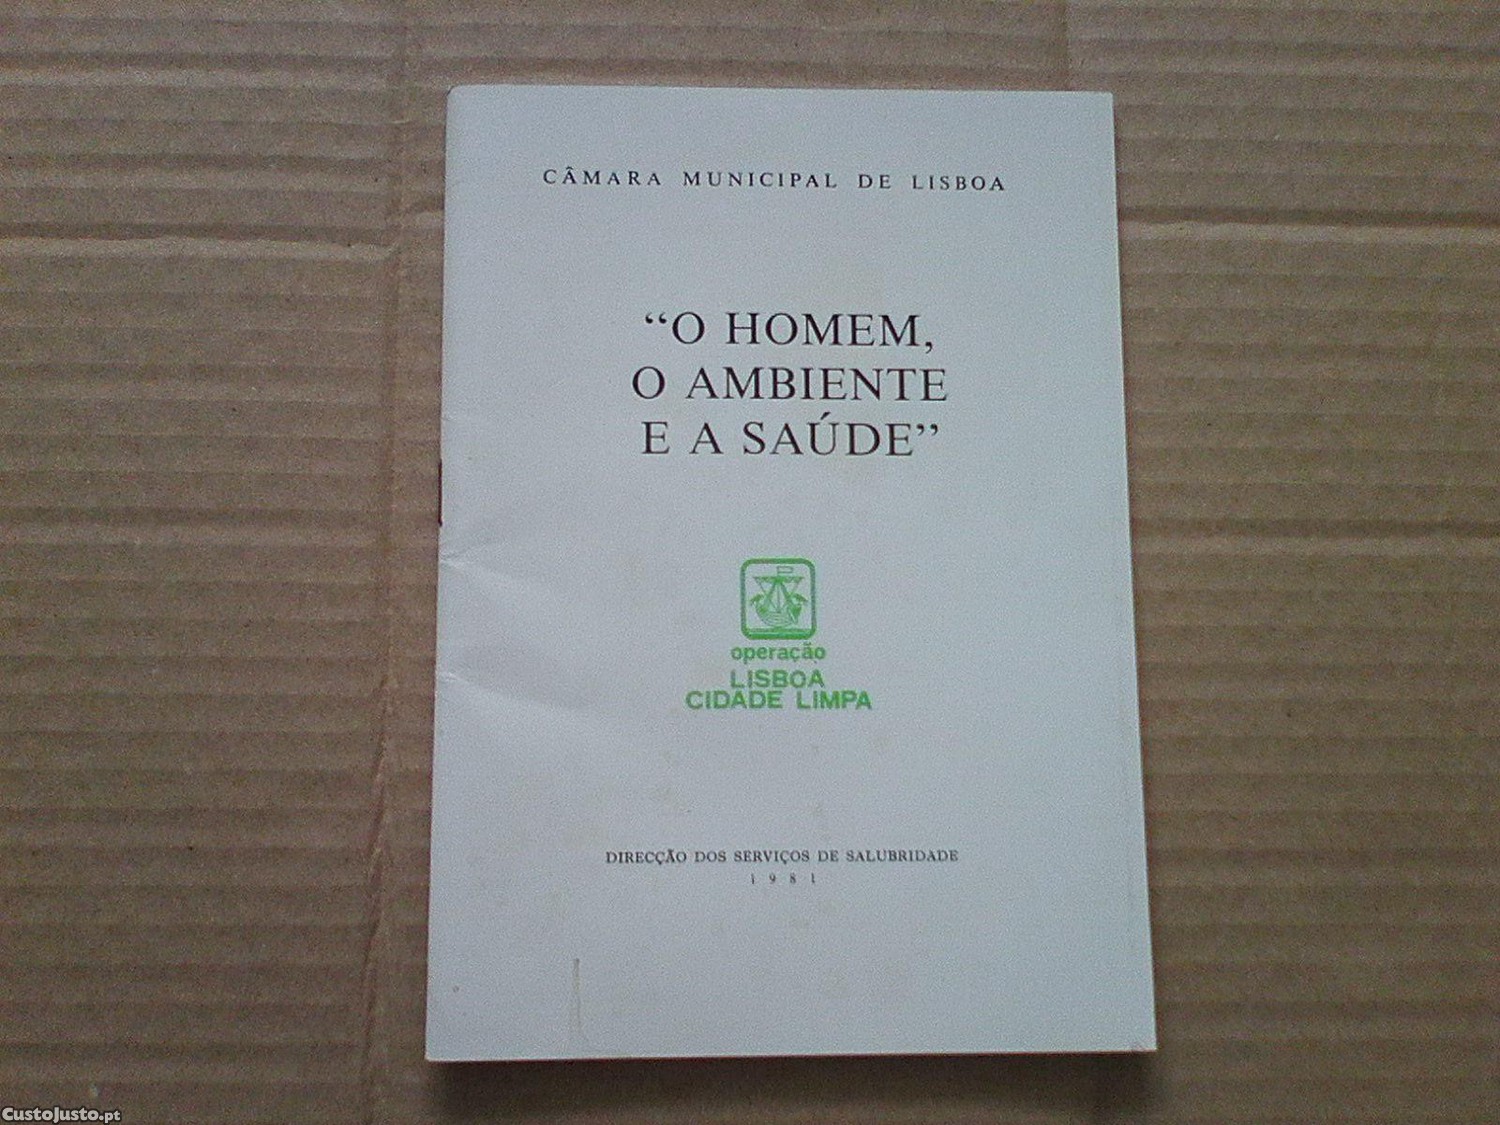 CÂMARA MUNICIPAL DE LISBOA
“O HOMEM,
O AMBIENTE
E A SAÚDE”
operação
LISBOA
CIDADE LIMPA
DIRECÇÃO DOS SERVIÇOS DE SALUBRIDADE
1981
CustoJusto.pt